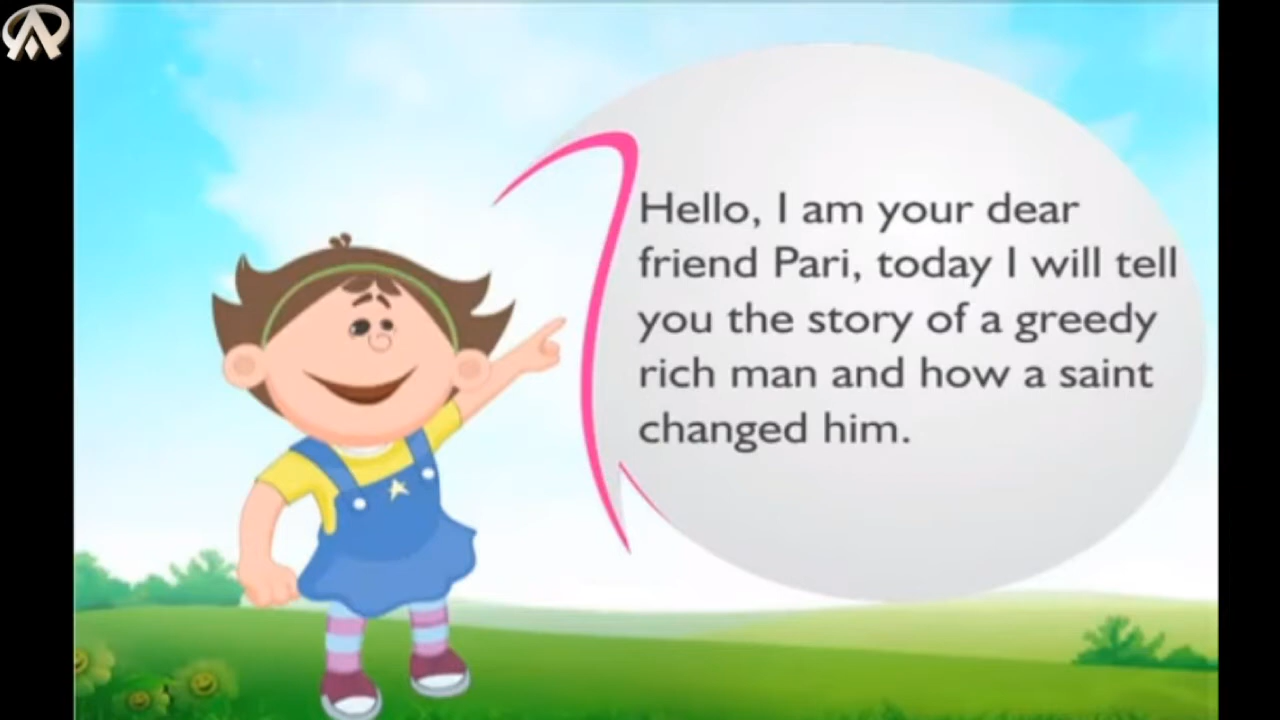 Hello, I am your dear
friend Pari, today I will tell
you the story of a greedy
rich man and how a saint
changed him.